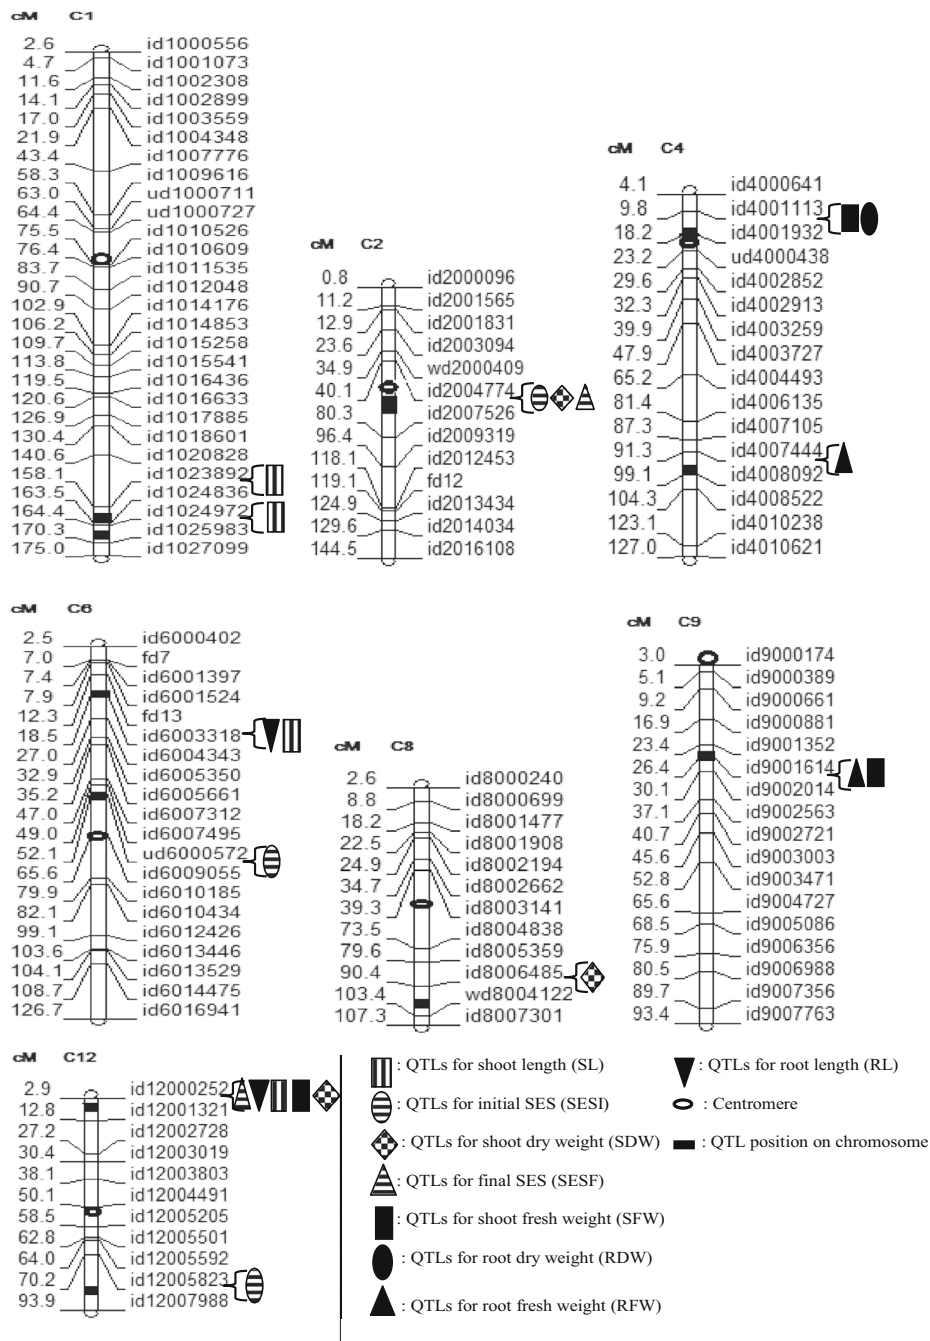 cM C1
2.6 id1000556
4.7 id1001073
11.6 id1002308
14.1 id1002899
17.0 id1003559
21.9 id1004348
43.4 id1007776
58.3 id1009616
63.0 ud1000711
64.4 ud1000727
75.5 id1010526
76.4 id1010609
83.7 id1011535
90.7 id1012048
102.9 id1014176
106.2 id1014853
109.7 id1015258
113.8 id1015541
119.5 id1016436
120.6 id1016633
126.9 id1017885
130.4 id1018601
140.6 id1020828
158.1 id1023892
163.5 id1024836
164.4 id1024972
170.3 id1025983
175.0 id1027099
cM C2
0.8 id2000096
11.2 id2001565
12.9 id2001831
23.6 id2003094
34.9 wd2000409
40.1 id2004774
80.3 id2007526
96.4 id2009319
118.1 id2012453
119.1 fd12
124.9 id2013434
129.6 id2014034
144.5 id2016108
cM C4
4.1 id4000641
9.8 id4001113
18.2 id4001932
23.2 ud4000438
29.6 id4002852
32.3 id4002913
39.9 id4003259
47.9 id4003727
65.2 id4004493
81.4 id4006135
87.3 id4007105
91.3 id4007444
99.1 id4008092
104.3 id4008522
123.1 id4010238
127.0 id4010621
cM C6
2.5 id6000402
7.0 fd7
7.4 id6001397
7.9 id6001524
12.3 fd13
18.5 id6003318
27.0 id6004343
32.9 id6005350
35.2 id6005661
47.0 id6007312
49.0 id6007495
52.1 ud6000572
65.6 id6009055
79.9 id6010185
82.1 id6010434
99.1 id6012426
103.6 id6013446
104.1 id6013529
108.7 id6014475
126.7 id6016941
cM C8
2.6 id8000240
8.8 id8000699
18.2 id8001477
22.5 id8001908
24.9 id8002194
34.7 id8002662
39.3 id8003141
73.5 id8004838
79.6 id8005359
90.4 id8006485
103.4 wd8004122
107.3 id8007301
cM C9
3.0 id9000174
5.1 id9000389
9.2 id9000661
16.9 id9000881
23.4 id9001352
26.4 id9001614
30.1 id9002014
37.1 id9002563
40.7 id9002721
45.6 id9003003
52.8 id9003471
65.6 id9004727
68.5 id9005086
75.9 id9006356
80.5 id9006988
89.7 id9007356
93.4 id9007763
cM C12
2.9 id12000252
12.8 id12001321
27.2 id12002728
30.4 id12003019
38.1 id12003803
50.1 id12004491
58.5 id12005205
62.8 id12005501
64.0 id12005592
70.2 id12005823
93.9 id12007988
: QTLs for shoot length (SL)
: QTLs for initial SES (SESI)
: QTLs for shoot dry weight (SDW)
: QTLs for final SES (SESF)
: QTLs for shoot fresh weight (SFW)
: QTLs for root dry weight (RDW)
: QTLs for root fresh weight (RFW)
: QTLs for root length (RL)
: Centromere
: QTL position on chromosome